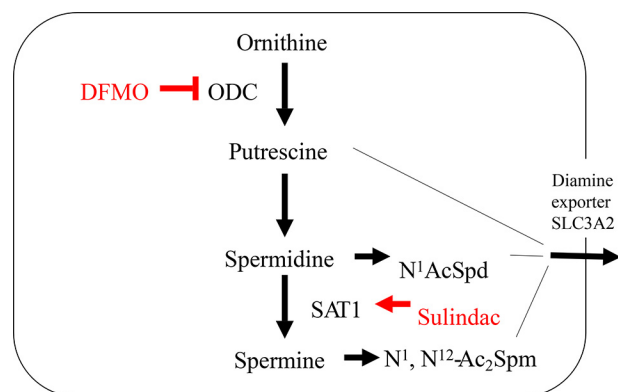 Ornithine
DFMO
ODC
Putrescine
Diamine
exporter
SLC3A2
Spermidine
N¹AcSpd
SAT1
Sulindac
Spermine
N¹, N¹²-Ac₂Spm